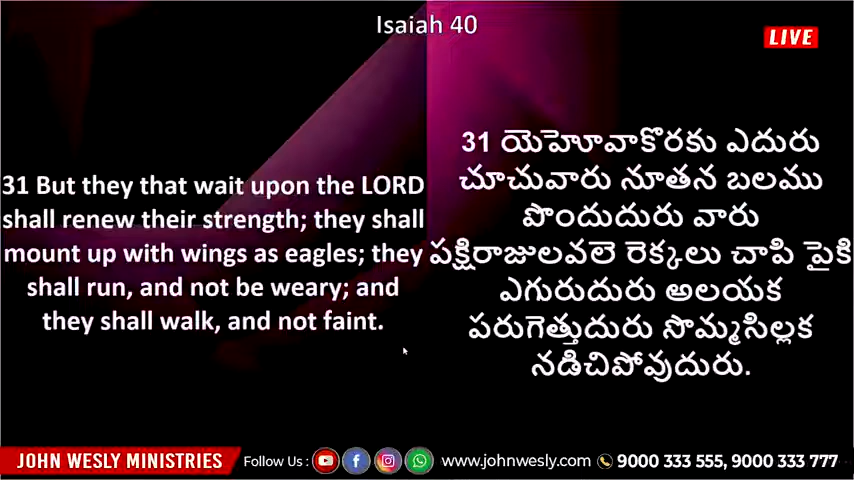 Isaiah 40
LIVE
31 But they that wait upon the LORD
shall renew their strength; they shall
mount up with wings as eagles; they
shall run, and not be weary; and
they shall walk, and not faint.
31 యెహోవాకొరకు ఎదురు
చూచువారు నూతన బలము
పొందుదురు వారు
పక్షిరాజులవలె రెక్కలు చాపి పైకి
ఎగురుదురు అలయక
పరుగెత్తుదురు సొమ్మసిల్లక
నడిచిపోవుదురు.
JOHN WESLY MINISTRIES Follow Us : www.johnwesly.com 9000 333 555, 9000 333 777